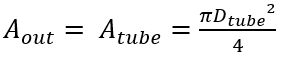 A_out = A_tube = πD_tube²/4